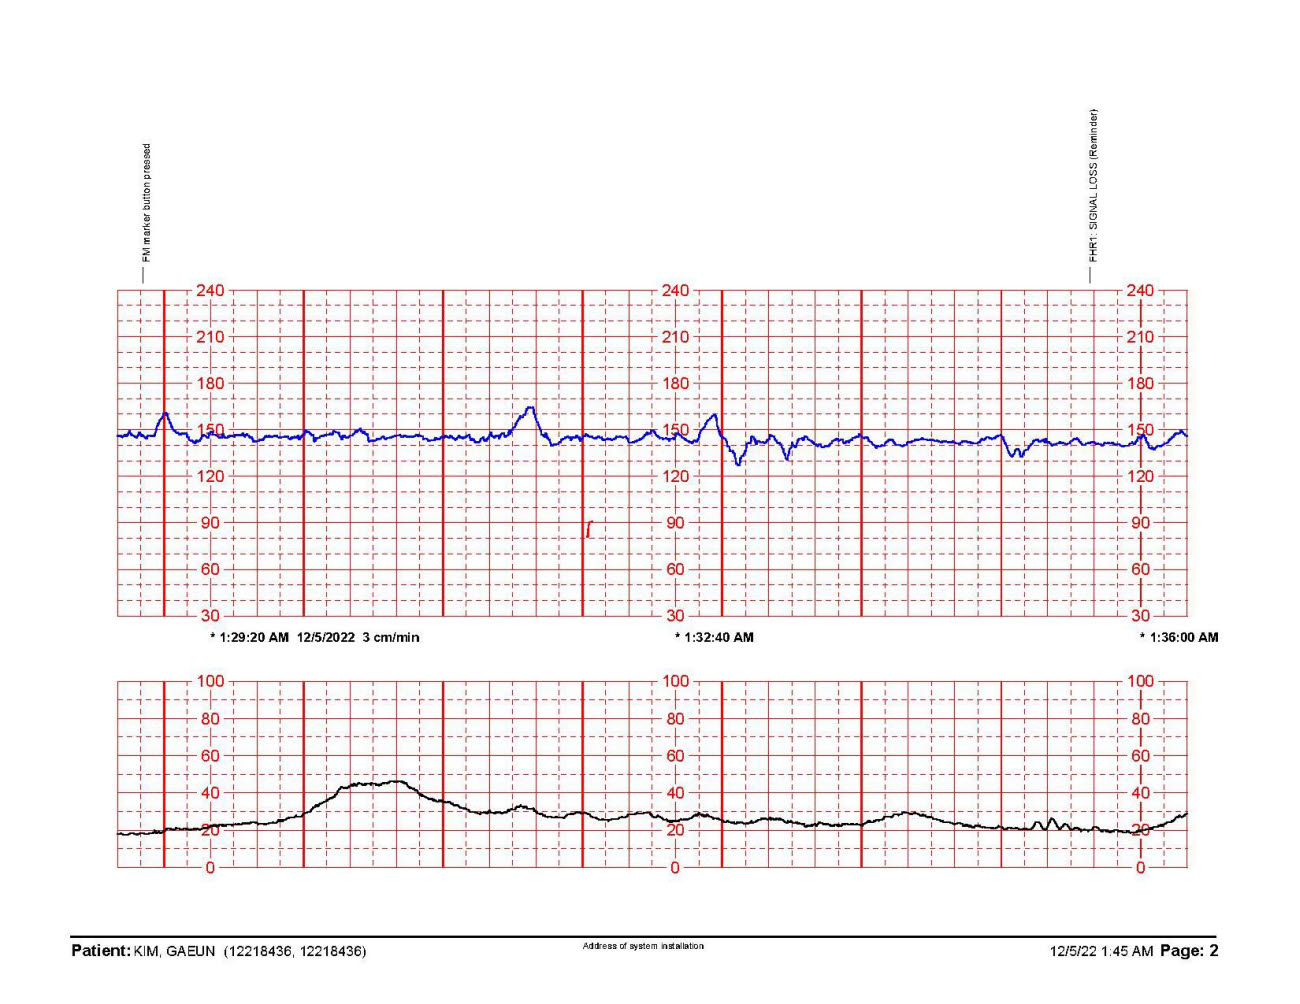 FM marker button pressed
FHR1: SIGNAL LOSS (Reminder)
240 240 240
210 210 210
180 180 180
150 150 150
120 120 120
90 90 90
60 60 60
30 30 30
* 1:29:20 AM 12/5/2022 3 cm/min * 1:32:40 AM * 1:36:00 AM
100 100 100
80 80 80
60 60 60
40 40 40
20 20 20
0 0 0
Patient: KIM, GAEUN (12218436, 12218436) Address of system installation 12/5/22 1:45 AM Page: 2